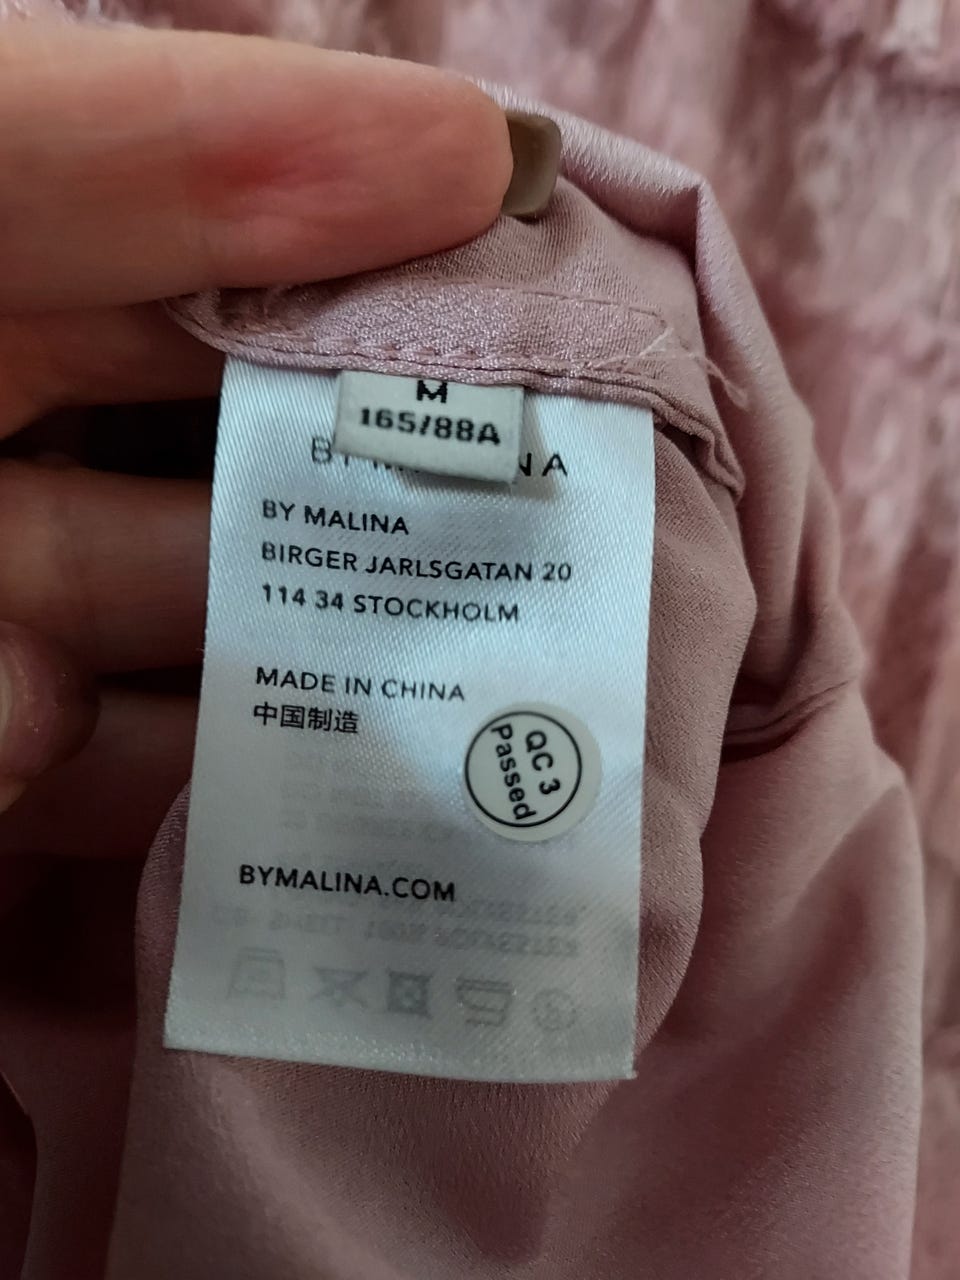 M
165/88A
BY MALINA
BIRGER JARLSGATAN 20
114 34 STOCKHOLM
MADE IN CHINA
中国制造
QC 3
Passed
BYMALINA.COM